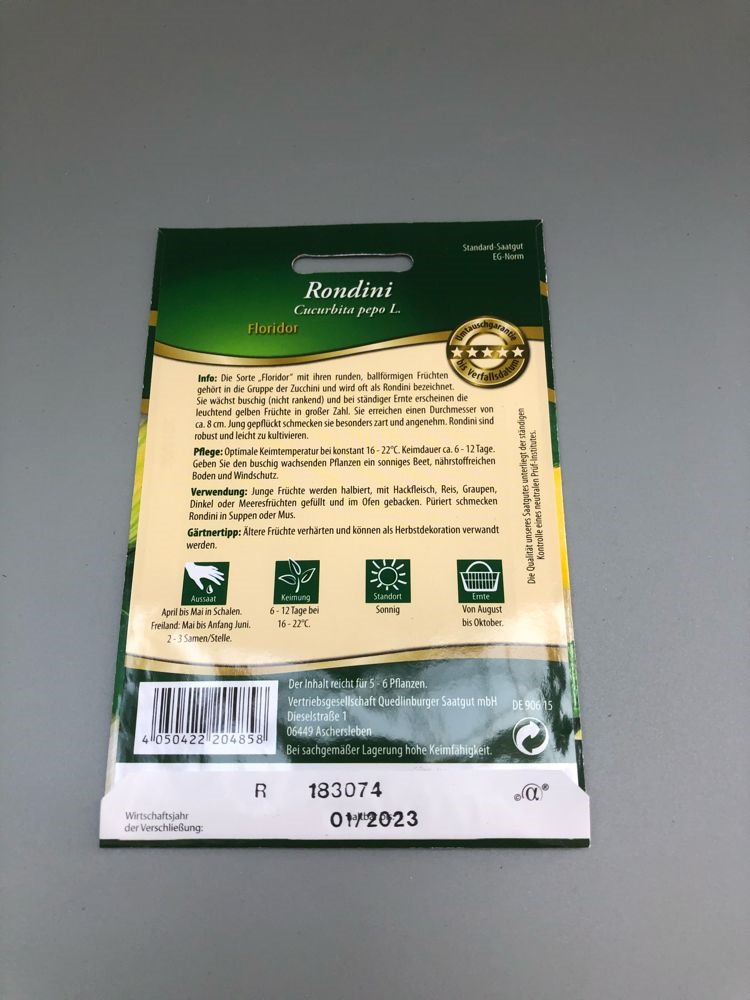 Standard-Saatgut
EG-Norm
Rondini
Cucurbita pepo L.
Floridor
Umtauschgarantie
bis Verfallsdatum
Info: Die Sorte „Floridor" mit ihren runden, ballförmigen Früchten
gehört in die Gruppe der Zucchini und wird oft als Rondini bezeichnet.
Sie wächst buschig (nicht rankend) und bei ständiger Ernte erscheinen die
leuchtend gelben Früchte in großer Zahl. Sie erreichen einen Durchmesser von
ca. 8 cm. Jung gepflückt schmecken sie besonders zart und angenehm. Rondini sind
robust und leicht zu kultivieren.
Pflege: Optimale Keimtemperatur bei konstant 16 - 22°C. Keimdauer ca. 6 - 12 Tage.
Geben Sie den buschig wachsenden Pflanzen ein sonniges Beet, nährstoffreichen
Boden und Windschutz.
Verwendung: Junge Früchte werden halbiert, mit Hackfleisch, Reis, Graupen,
Dinkel oder Meeresfrüchten gefüllt und im Ofen gebacken. Püriert schmecken
Rondini in Suppen oder Mus.
Gärtnertipp: Ältere Früchte verhärten und können als Herbstdekoration verwandt
werden.
Die Qualität unseres Saatgutes unterliegt der ständigen
Kontrolle eines neutralen Prüf-Institutes.
Aussaat
April bis Mai in Schalen.
Freiland: Mai bis Anfang Juni.
2 - 3 Samen/Stelle.
Keimung
6 - 12 Tage bei
16 - 22°C.
Standort
Sonnig
Ernte
Von August
bis Oktober.
Der Inhalt reicht für 5 - 6 Pflanzen.
Vertriebsgesellschaft Quedlinburger Saatgut mbH
Dieselstraße 1
06449 Aschersleben
Bei sachgemäßer Lagerung hohe Keimfähigkeit.
DE 906 15
4 050422 204858
R 183074
© α ®
Wirtschaftsjahr
der Verschließung:
haltbar bis:
01/2023